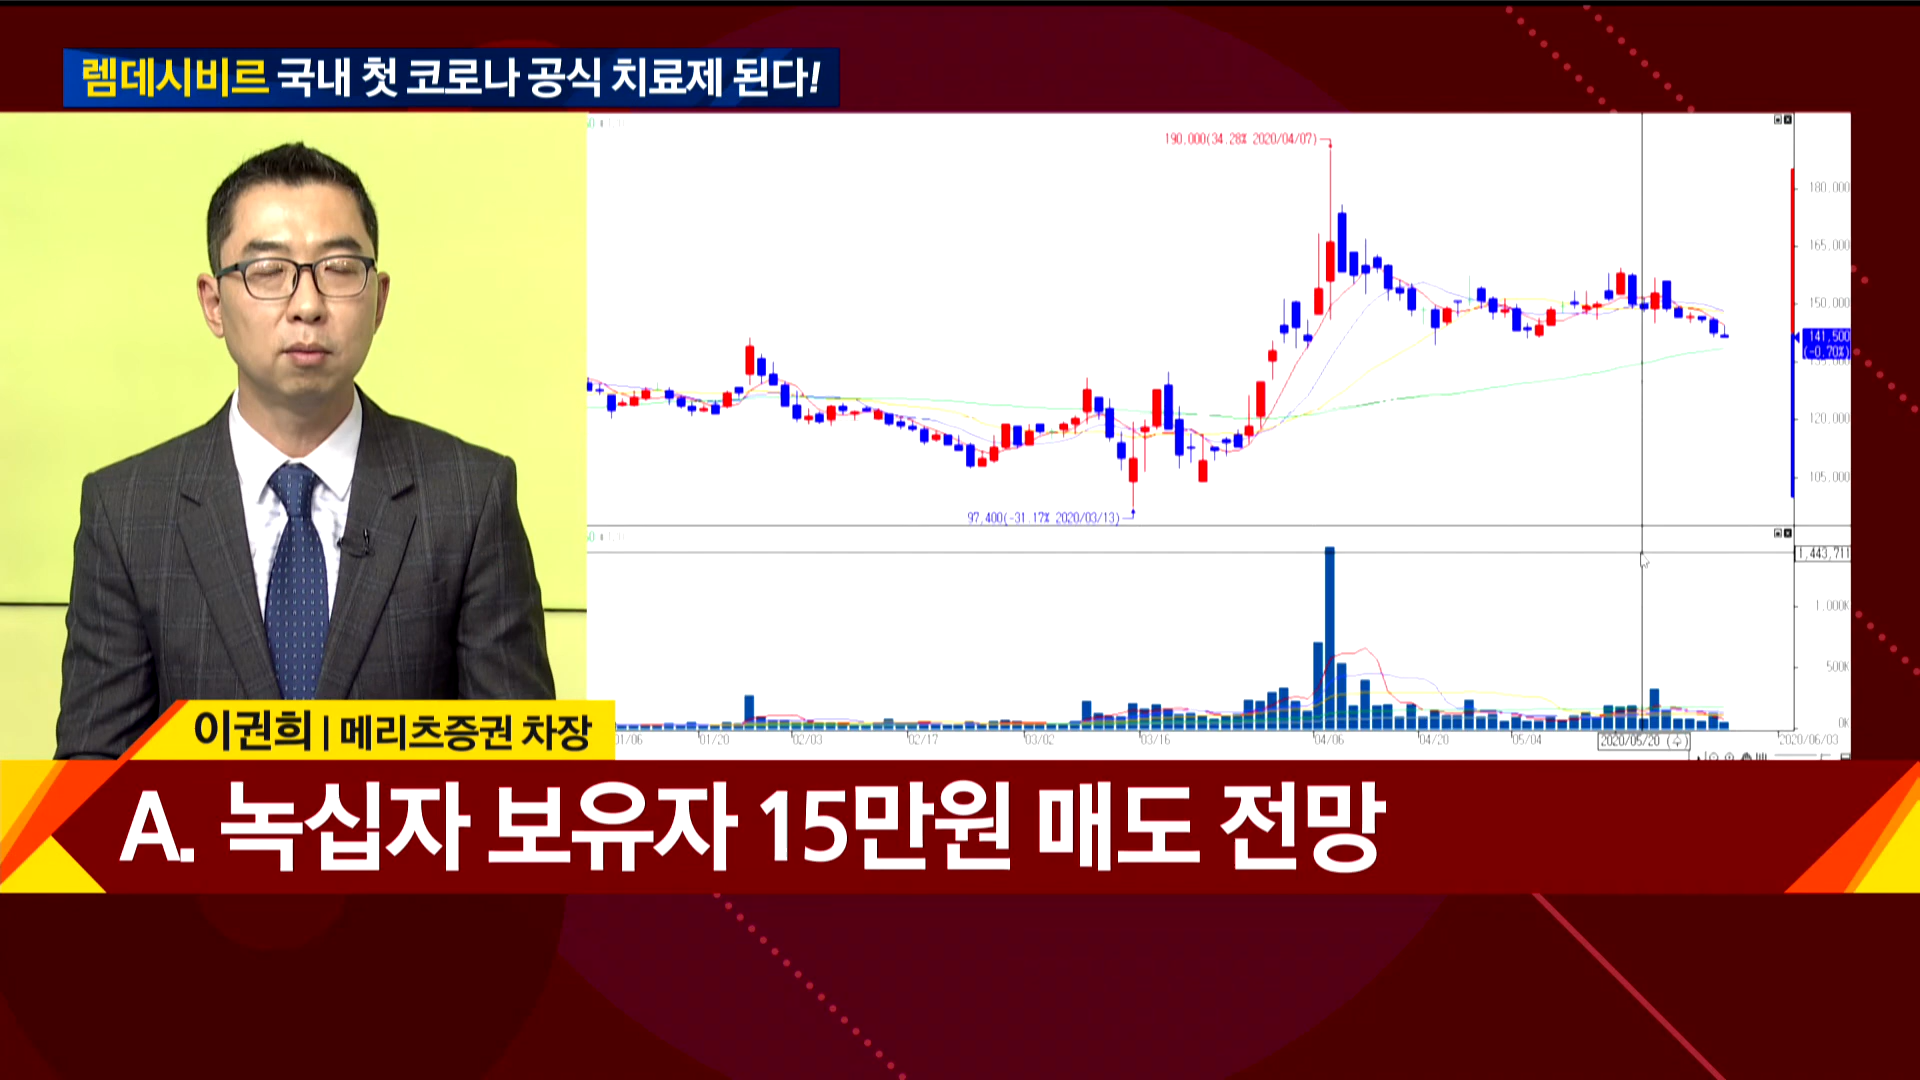 렘데시비르 국내 첫 코로나 공식 치료제 된다!
190,000(34.28% 2020/04/07)
180,000
165,000
150,000
141,500
(-0.70%)
135,000
120,000
105,000
97,400(-31.17% 2020/03/13)
1,443,711
1,000K
500K
0K
01/06 01/20 02/03 02/17 03/02 03/16 04/06 04/20 05/04 2020/05/20 (수) 2020/06/03
이권희 | 메리츠증권 차장
A. 녹십자 보유자 15만원 매도 전망